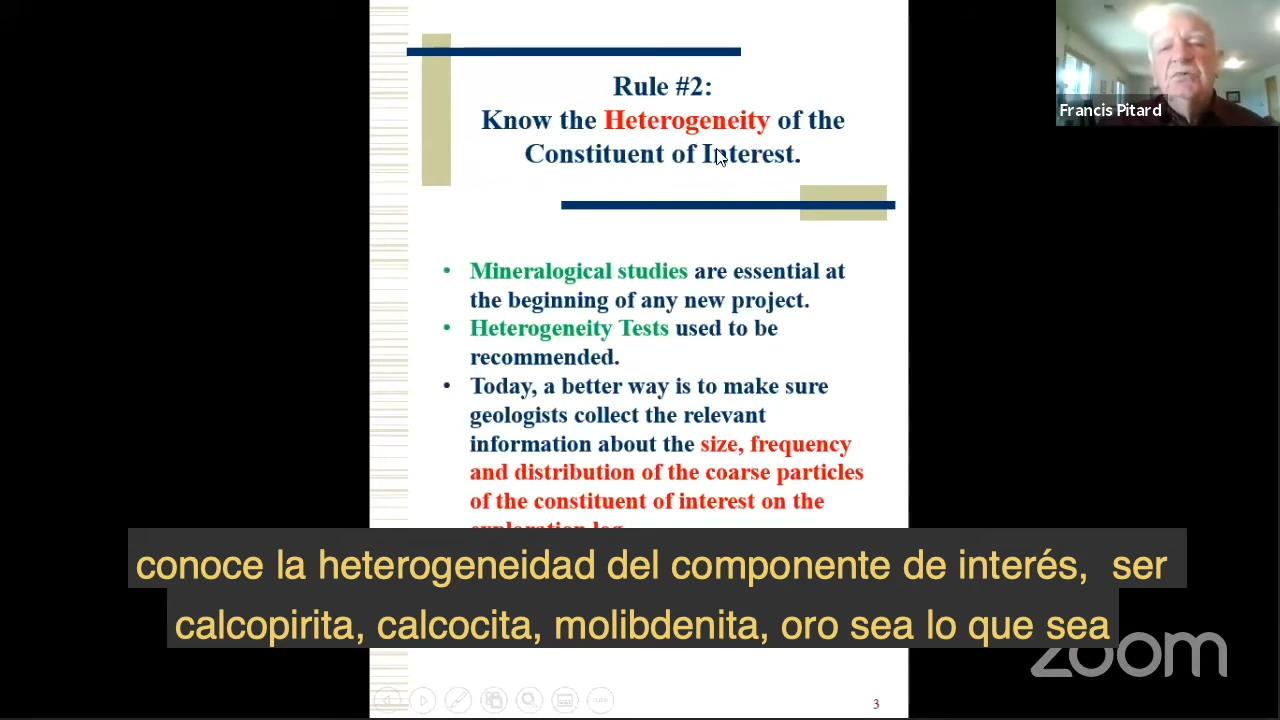 Rule #2:
Know the Heterogeneity of the
Constituent of Interest.
Francis Pitard
• Mineralogical studies are essential at
the beginning of any new project.
• Heterogeneity Tests used to be
recommended.
• Today, a better way is to make sure
geologists collect the relevant
information about the size, frequency
and distribution of the coarse particles
of the constituent of interest on the
exploration log.
conoce la heterogeneidad del componente de interés, ser
calcopirita, calcocita, molibdenita, oro sea lo que sea
zoom
3